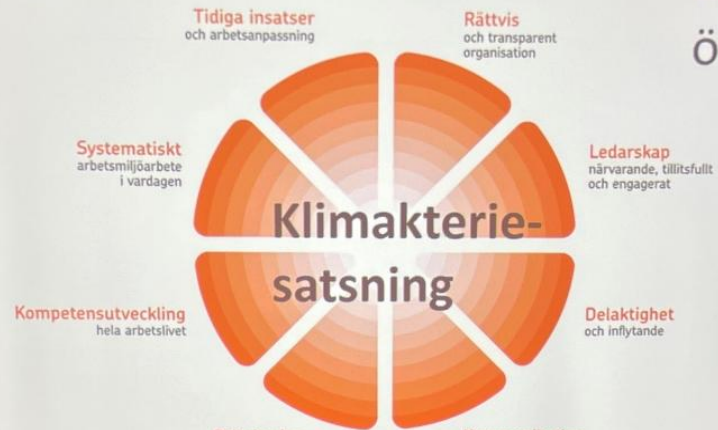 Tidiga insatser
och arbetsanpassning
Rättvis
och transparent
organisation
Ö
Systematiskt
arbetsmiljöarbete
i vardagen
Ledarskap
närvarande, tillitsfullt
och engagerat
Klimakterie-
satsning
Kompetensutveckling
hela arbetslivet
Delaktighet
och inflytande